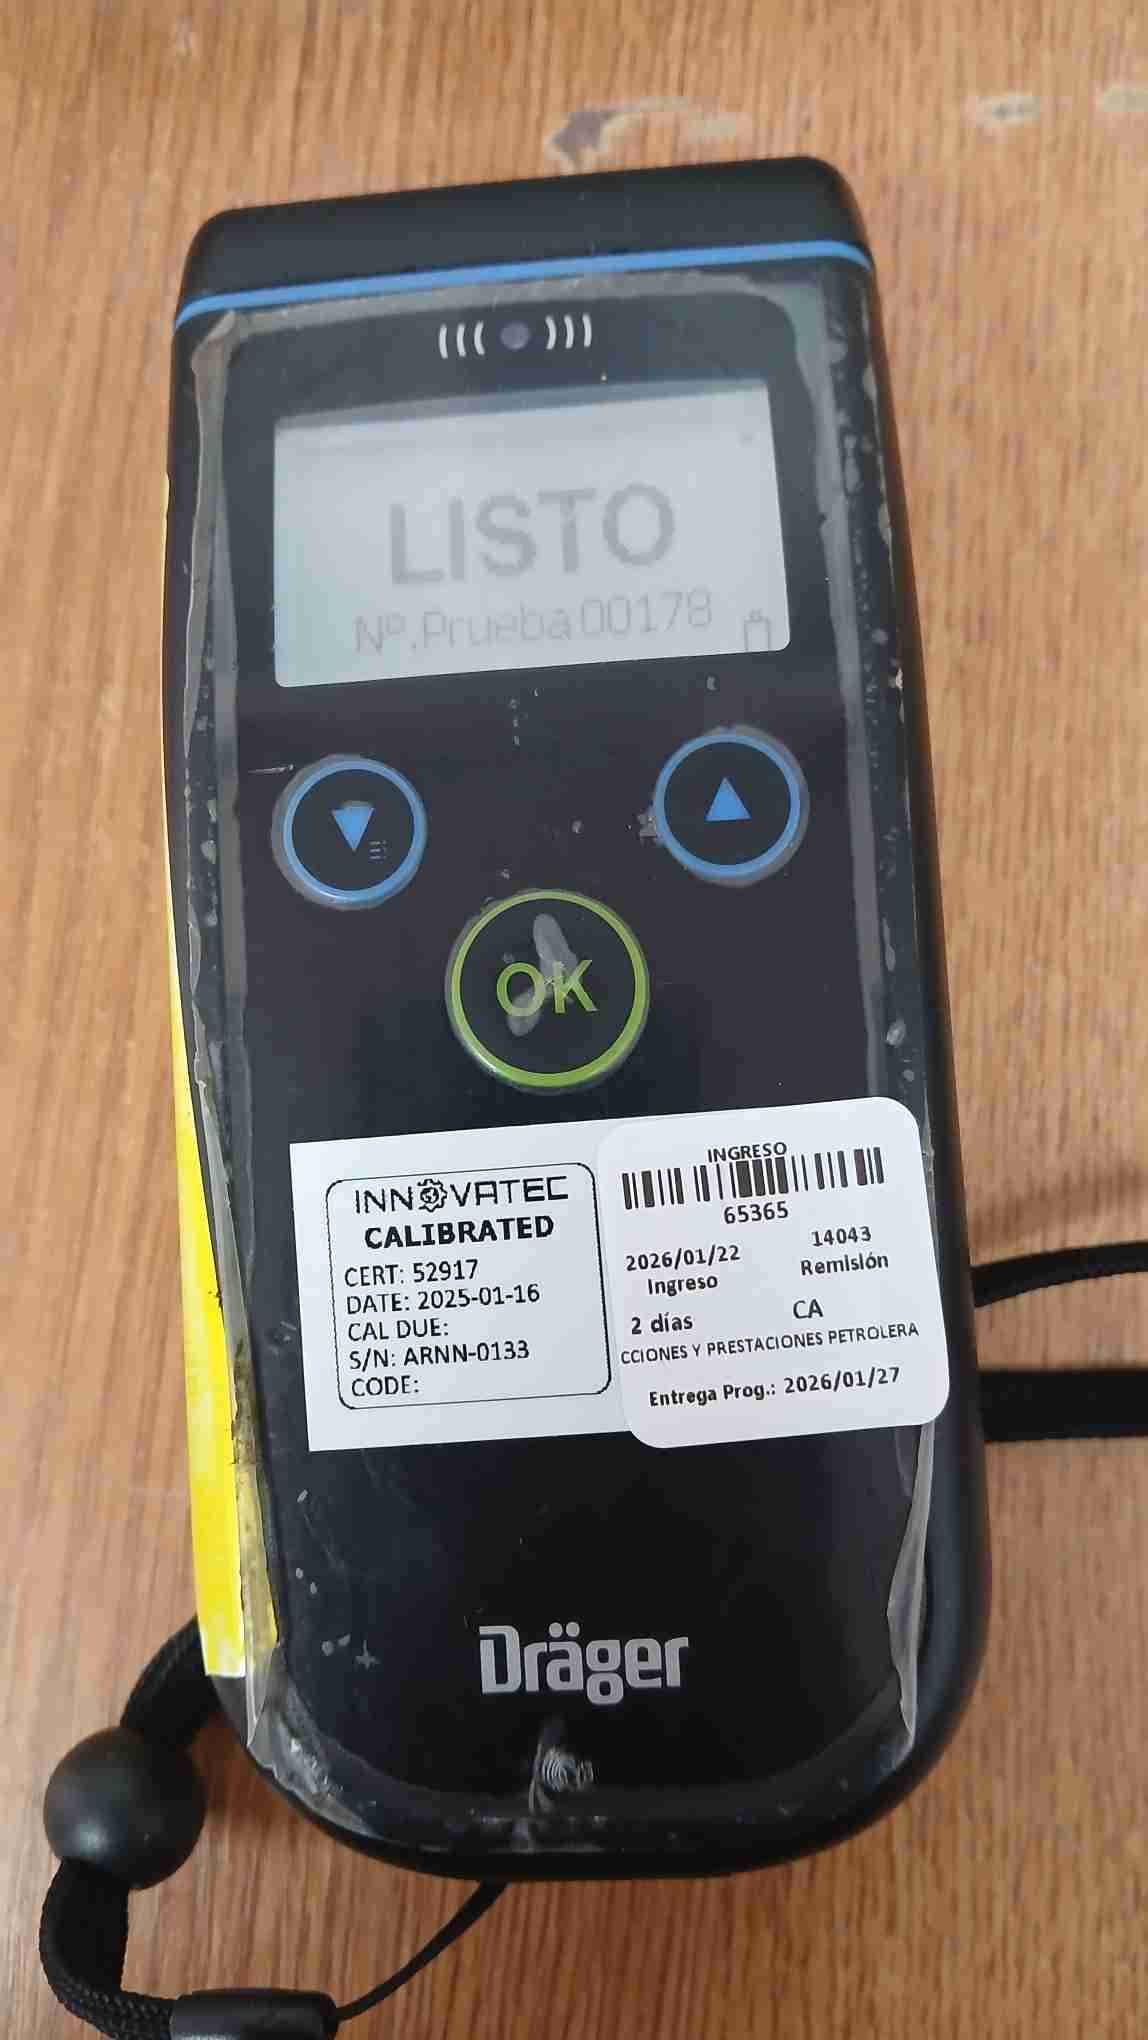 LISTO
Nº.Prueba 00178
OK
INNOVATEC
CALIBRATED
CERT: 52917
DATE: 2025-01-16
CAL DUE:
S/N: ARNN-0133
CODE:
INGRESO
65365
2026/01/22 14043
Ingreso Remisión
2 días CA
CCIONES Y PRESTACIONES PETROLERA
Entrega Prog.: 2026/01/27
Dräger